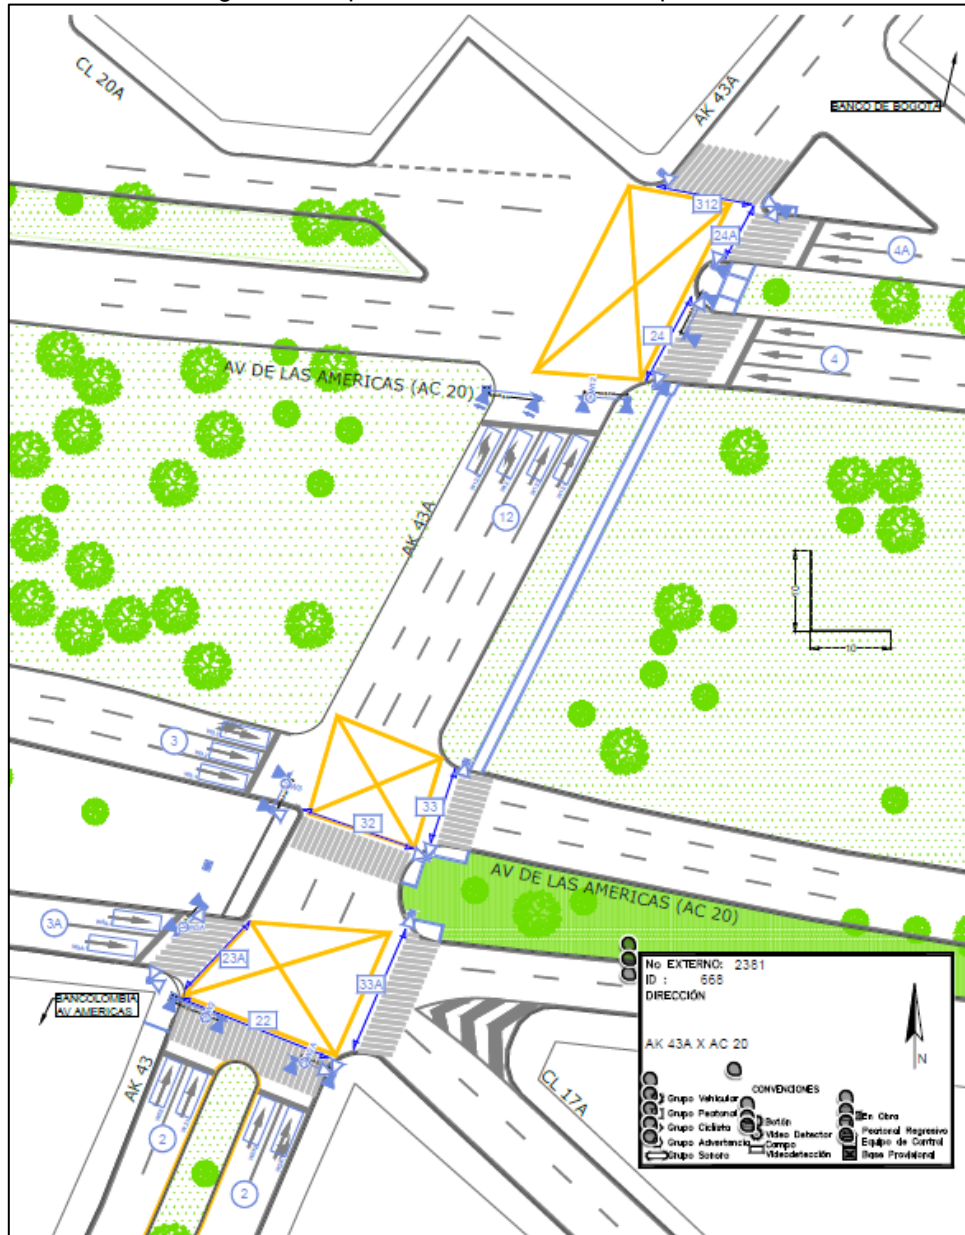 CL 20A
AK 43A
BANCO DE BOGOTA
312
24A
4A
24
4
AV DE LAS AMERICAS (AC 20)
12
AK 43A
10
10
3
33
32
AV DE LAS AMERICAS (AC 20)
3A
23A
33A
22
BANCOLOMBIA
AV AMERICAS
AK 43
2
2
CL 17A
No EXTERNO: 2381
ID : 668
DIRECCIÓN
AK 43A X AC 20
N
CONVENCIONES
Grupo Vehicular
Grupo Peatonal
Grupo Ciclista
Grupo Advertencia
Grupo Sonoro
Botón
Video Detector
Campo
Videodetección
En Obra
Peatonal Regresivo
Equipo de Control
Base Provisional